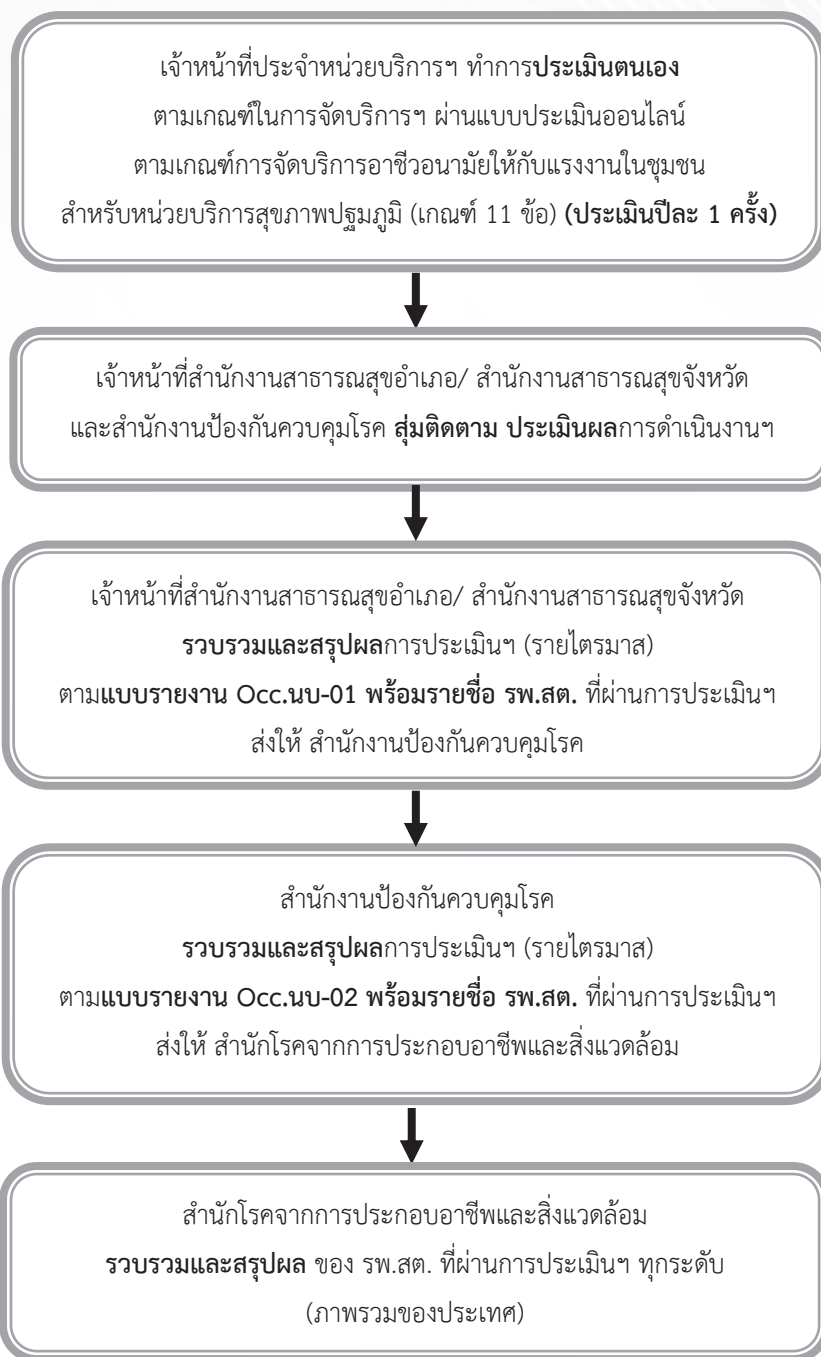 เจ้าหน้าที่ประจำหน่วยบริการฯ ทำการประเมินตนเอง
ตามเกณฑ์ในการจัดบริการฯ ผ่านแบบประเมินออนไลน์
ตามเกณฑ์การจัดบริการอาชีวอนามัยให้กับแรงงานในชุมชน
สำหรับหน่วยบริการสุขภาพปฐมภูมิ (เกณฑ์ 11 ข้อ) (ประเมินปีละ 1 ครั้ง)
เจ้าหน้าที่สำนักงานสาธารณสุขอำเภอ/ สำนักงานสาธารณสุขจังหวัด
และสำนักงานป้องกันควบคุมโรค สุ่มติดตาม ประเมินผลการดำเนินงานฯ
เจ้าหน้าที่สำนักงานสาธารณสุขอำเภอ/ สำนักงานสาธารณสุขจังหวัด
รวบรวมและสรุปผลการประเมินฯ (รายไตรมาส)
ตามแบบรายงาน Occ.นบ-01 พร้อมรายชื่อ รพ.สต. ที่ผ่านการประเมินฯ
ส่งให้ สำนักงานป้องกันควบคุมโรค
สำนักงานป้องกันควบคุมโรค
รวบรวมและสรุปผลการประเมินฯ (รายไตรมาส)
ตามแบบรายงาน Occ.นบ-02 พร้อมรายชื่อ รพ.สต. ที่ผ่านการประเมินฯ
ส่งให้ สำนักโรคจากการประกอบอาชีพและสิ่งแวดล้อม
สำนักโรคจากการประกอบอาชีพและสิ่งแวดล้อม
รวบรวมและสรุปผล ของ รพ.สต. ที่ผ่านการประเมินฯ ทุกระดับ
(ภาพรวมของประเทศ)